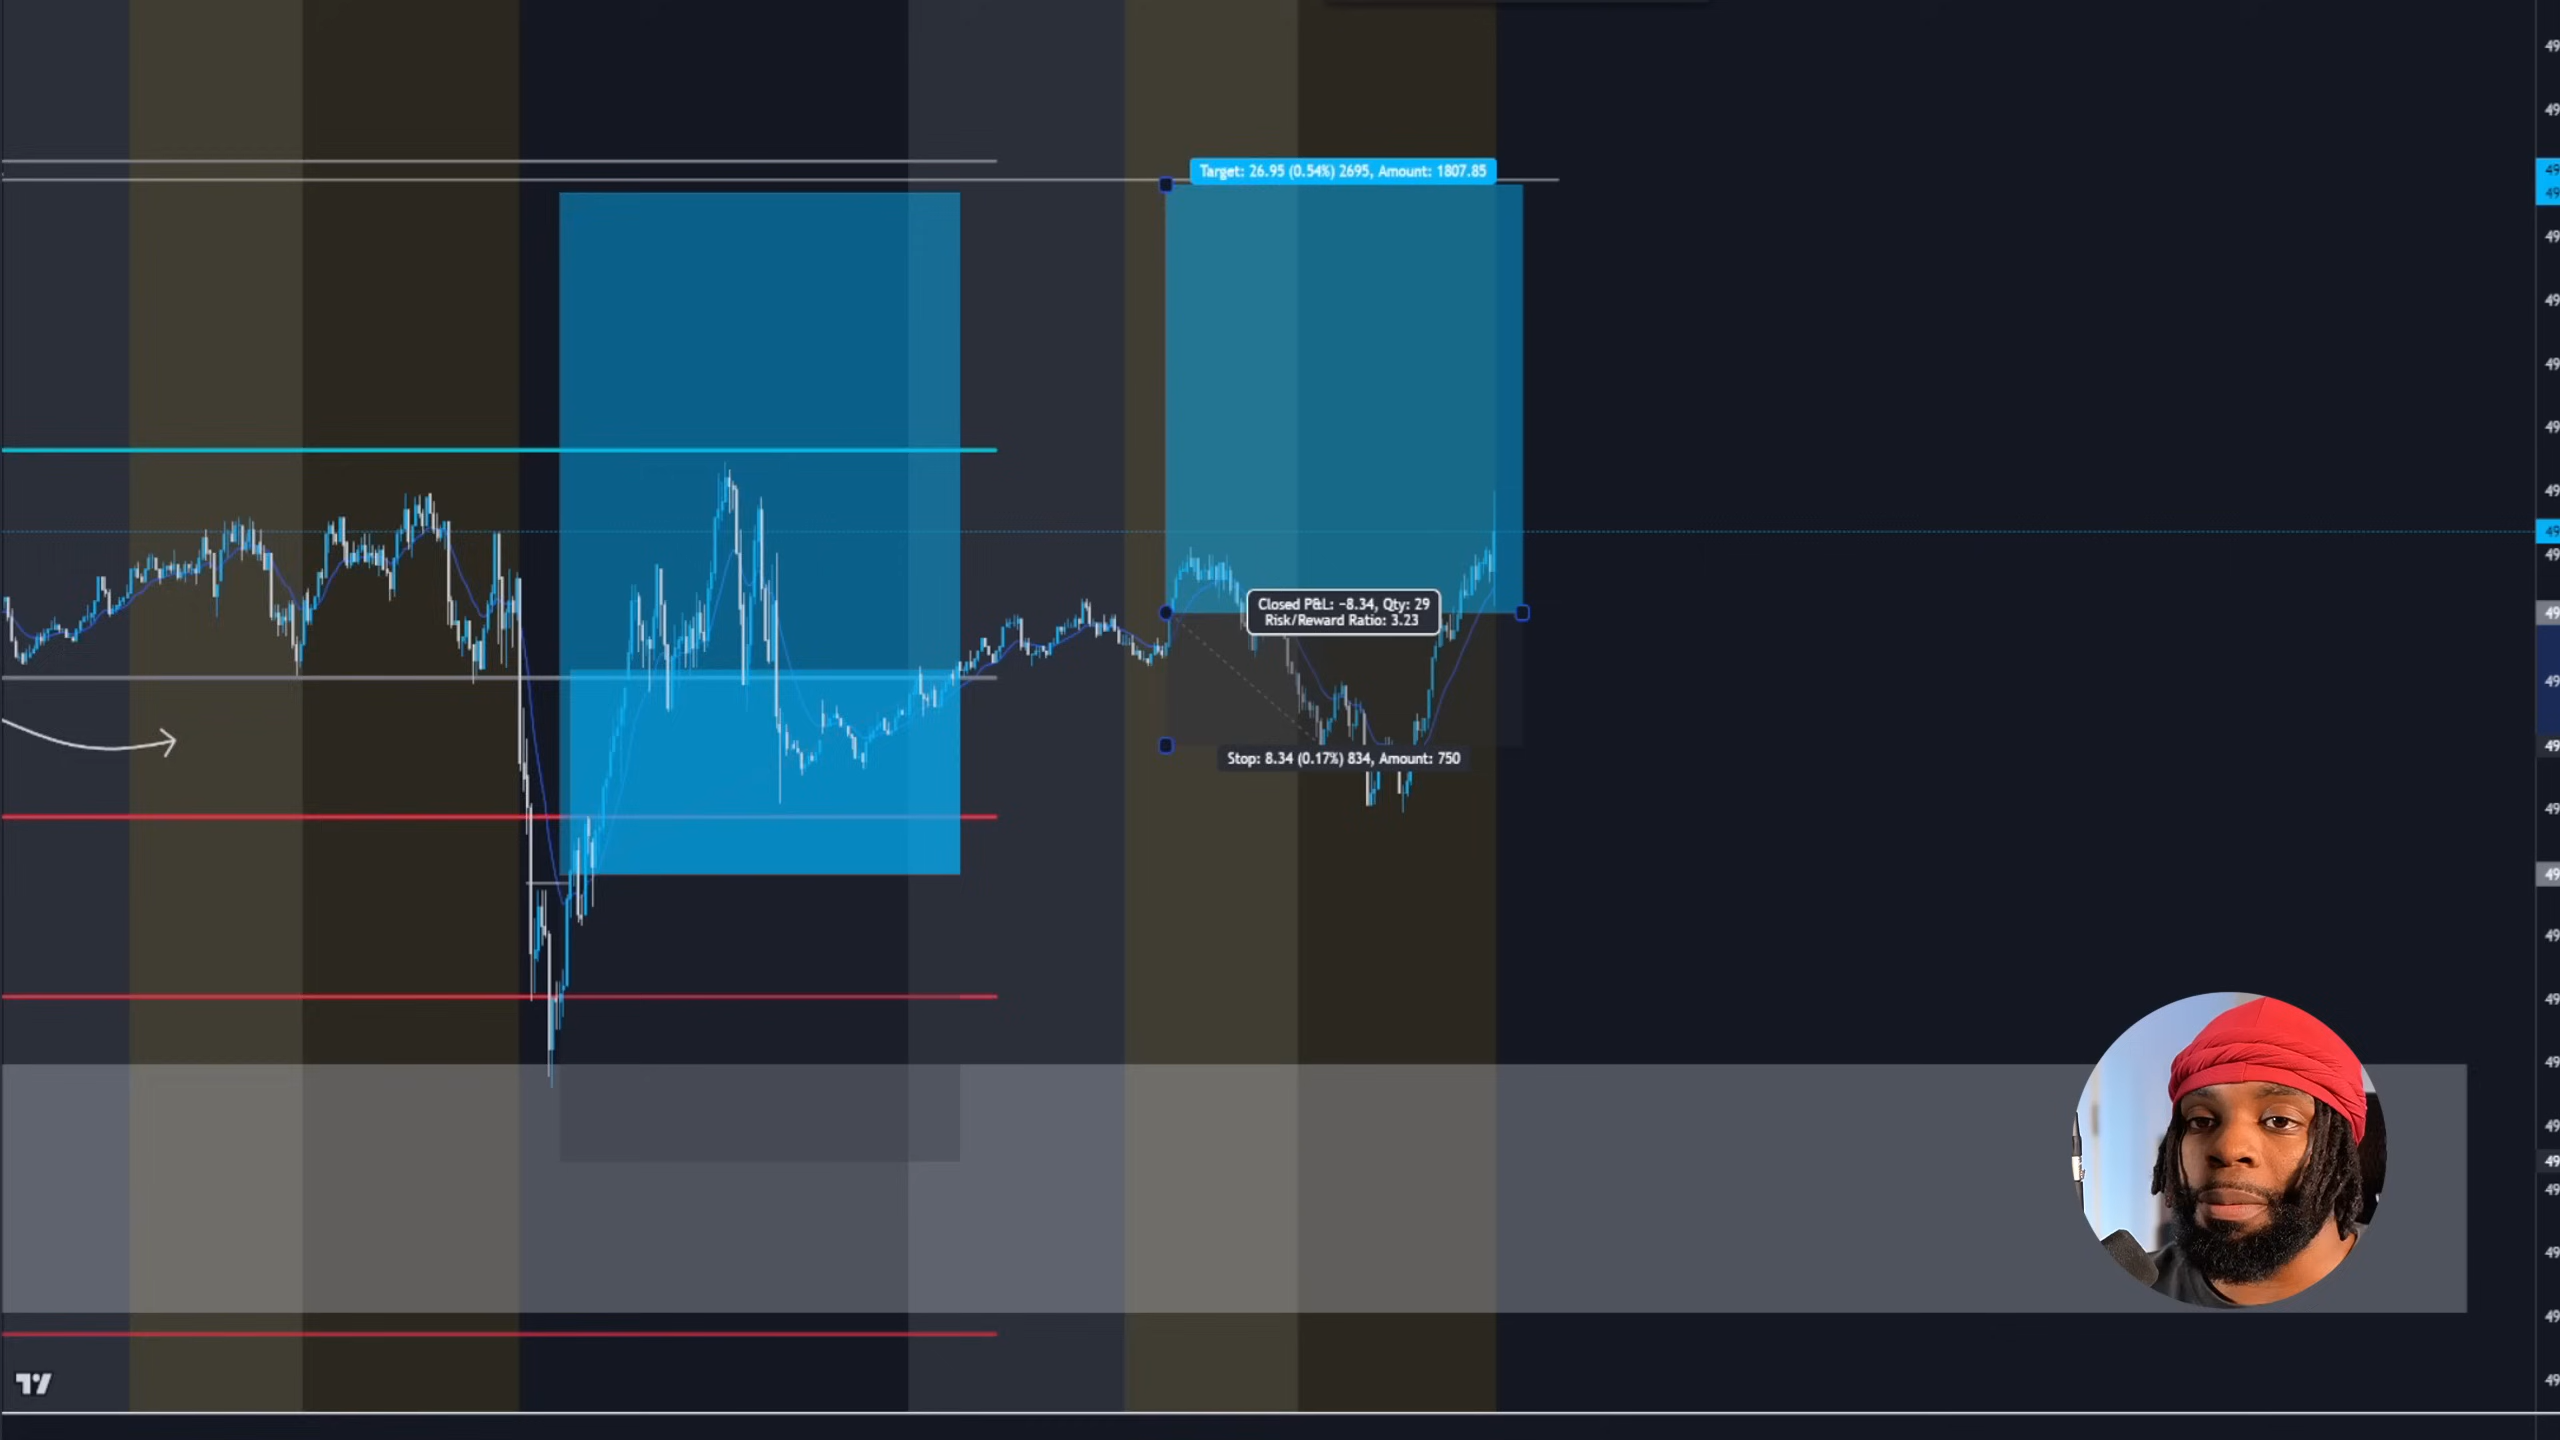 Target: 26.95 (0.54%) 2695, Amount: 1807.85
Closed P&L: −8.34, Qty: 29
Risk/Reward Ratio: 3.23
Stop: 8.34 (0.17%) 834, Amount: 750